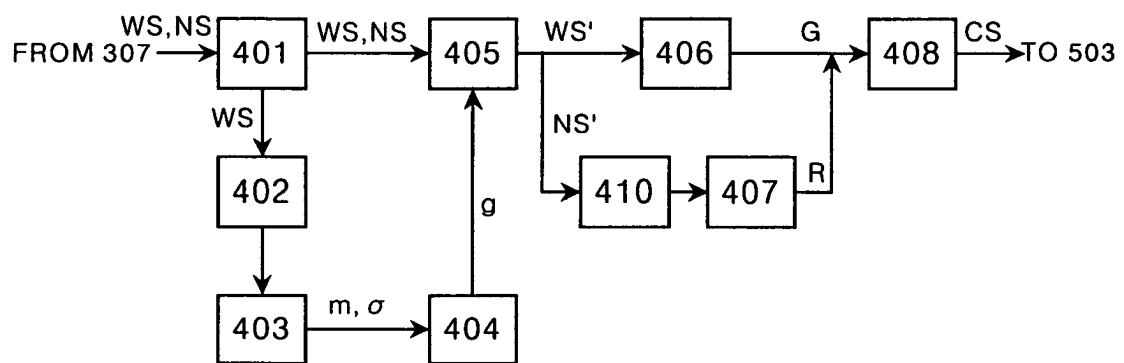 WS,NS
WS,NS
WS'
G
CS
FROM 307
401
405
406
408
TO 503
WS
NS'
402
410
407
R
g
403
m, σ
404